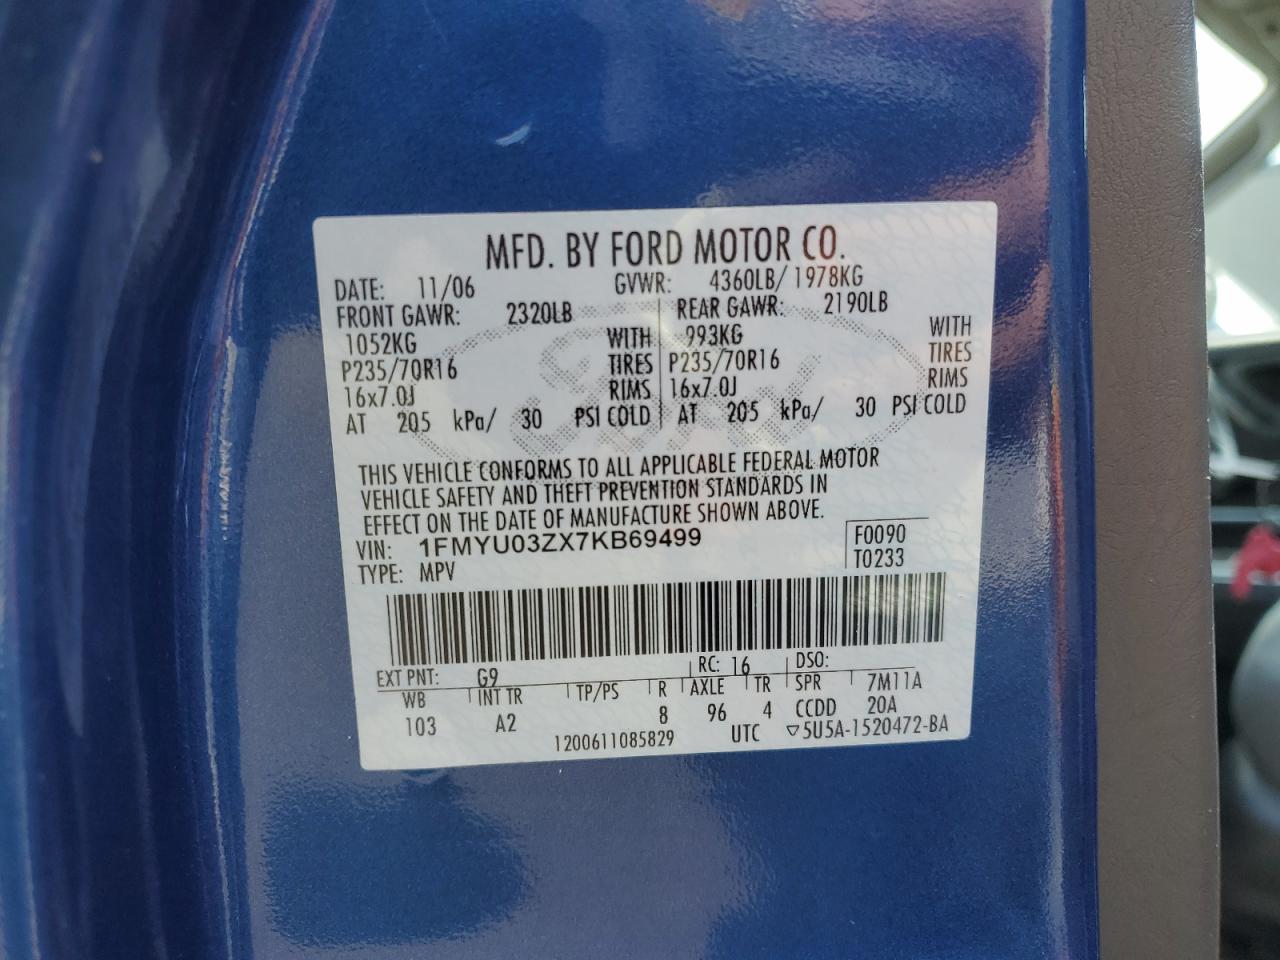 MFD. BY FORD MOTOR CO.
DATE: 11/06 GVWR: 4360LB/ 1978KG
FRONT GAWR: 2320LB REAR GAWR: 2190LB
1052KG WITH 993KG WITH
P235/70R16 TIRES P235/70R16 TIRES
16x7.0J RIMS 16x7.0J RIMS
AT 205 kPa/ 30 PSI COLD AT 205 kPa/ 30 PSI COLD
THIS VEHICLE CONFORMS TO ALL APPLICABLE FEDERAL MOTOR
VEHICLE SAFETY AND THEFT PREVENTION STANDARDS IN
EFFECT ON THE DATE OF MANUFACTURE SHOWN ABOVE.
VIN: 1FMYU03ZX7KB69499 F0090
TYPE: MPV T0233
EXT PNT: G9 RC: 16 DSO:
WB INT TR TP/PS R AXLE TR SPR 7M11A
103 A2 8 96 4 CCDD 20A
1200611085829 UTC ▽5U5A-1520472-BA
Ford